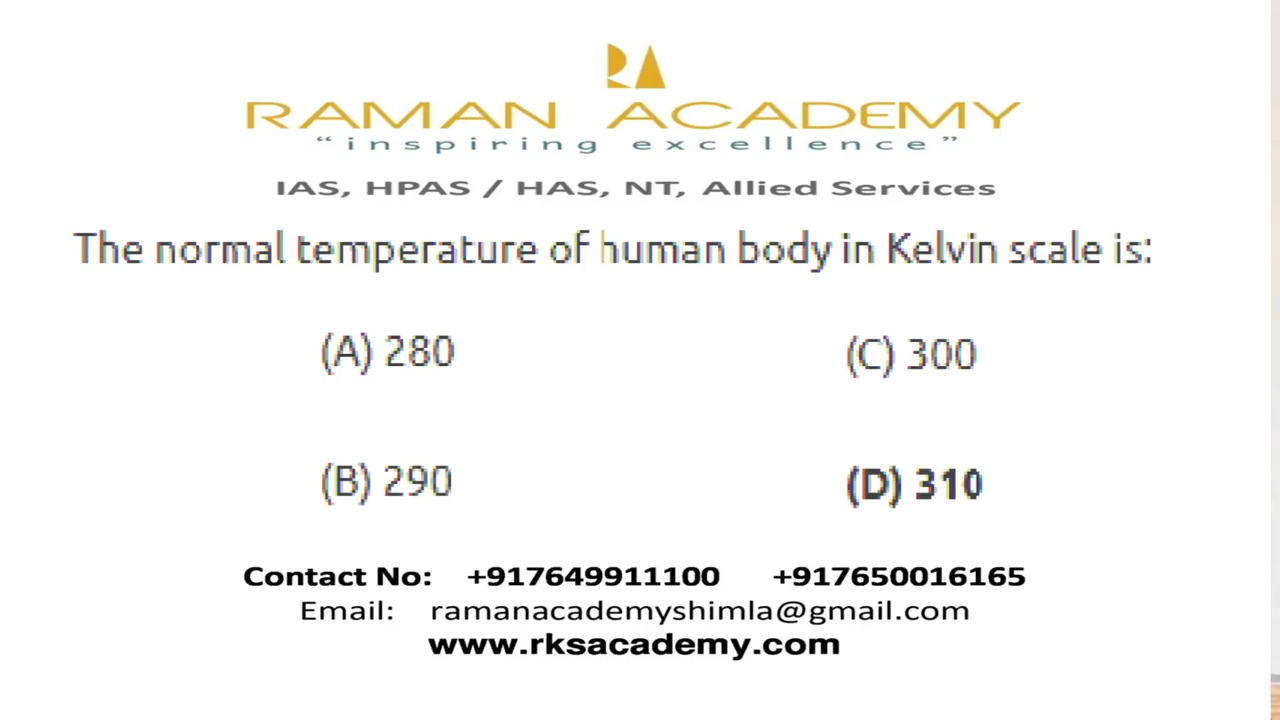 RA
RAMAN ACADEMY
“inspiring excellence”
IAS, HPAS / HAS, NT, Allied Services
The normal temperature of human body in Kelvin scale is:
(A) 280
(C) 300
(B) 290
(D) 310
Contact No: +917649911100 +917650016165
Email: ramanacademyshimla@gmail.com
www.rksacademy.com